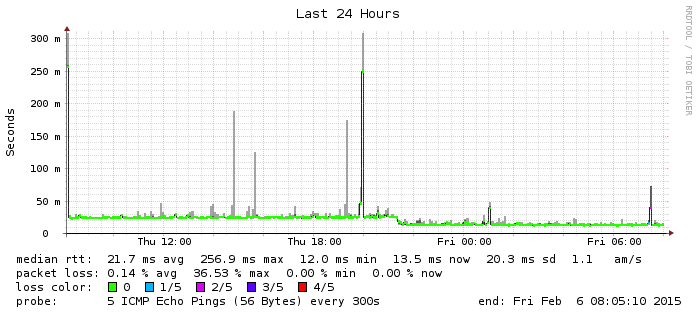 Last 24 Hours
RRDTOOL / TOBI OETIKER
Seconds
300 m
250 m
200 m
150 m
100 m
50 m
0
Thu 12:00 Thu 18:00 Fri 00:00 Fri 06:00
median rtt: 21.7 ms avg 256.9 ms max 12.0 ms min 13.5 ms now 20.3 ms sd 1.1 am/s
packet loss: 0.14 % avg 36.53 % max 0.00 % min 0.00 % now
loss color: 0 1/5 2/5 3/5 4/5
probe: 5 ICMP Echo Pings (56 Bytes) every 300s end: Fri Feb 6 08:05:10 2015